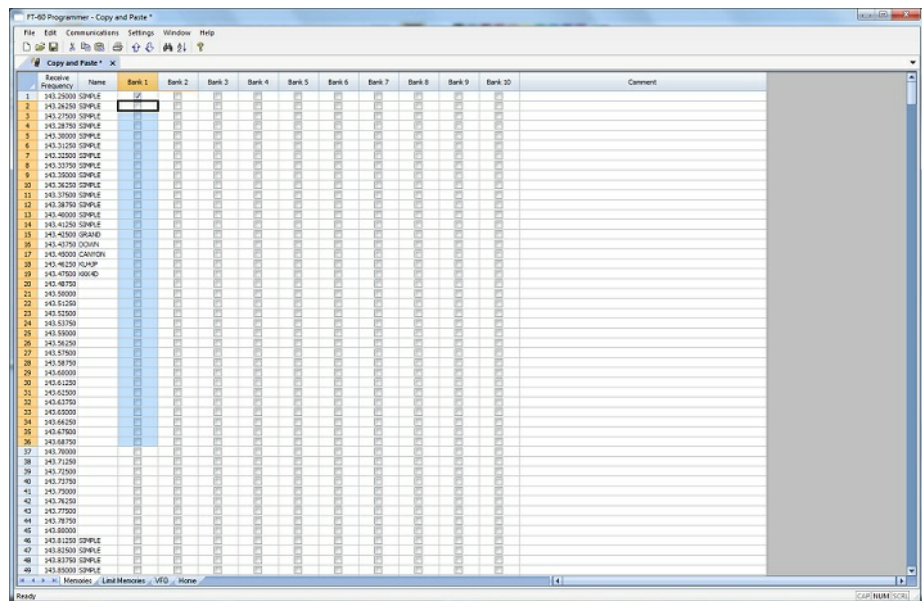 FT-60 Programmer - Copy and Paste *
File Edit Communications Settings Window Help
Copy and Paste * x
Receive Frequency Name Bank 1 Bank 2 Bank 3 Bank 4 Bank 5 Bank 6 Bank 7 Bank 8 Bank 9 Bank 10 Comment
1 143.25000 SIMPLE
2 143.26250 SIMPLE
3 143.27500 SIMPLE
4 143.28750 SIMPLE
5 143.30000 SIMPLE
6 143.31250 SIMPLE
7 143.32500 SIMPLE
8 143.33750 SIMPLE
9 143.35000 SIMPLE
10 143.36250 SIMPLE
11 143.37500 SIMPLE
12 143.38750 SIMPLE
13 143.40000 SIMPLE
14 143.41250 SIMPLE
15 143.42500 GRAND
16 143.43750
17 143.45000 CANYON
18 143.46250
19 143.47500
20 143.48750
21 143.50000
22 143.51250
23 143.52500
24 143.53750
25 143.55000
26 143.56250
27 143.57500
28 143.58750
29 143.60000
30 143.61250
31 143.62500
32 143.63750
33 143.65000
34 143.66250
35 143.67500
36 143.68750
37 143.70000
38 143.71250
39 143.72500
40 143.73750
41 143.75000
42 143.76250
43 143.77500
44 143.78750
45 143.80000
46 143.81250 SIMPLE
47 143.82500 SIMPLE
48 143.83750 SIMPLE
49 143.85000 SIMPLE
Memories Limit Memories VFO Home
Ready CAP NUM SCRL